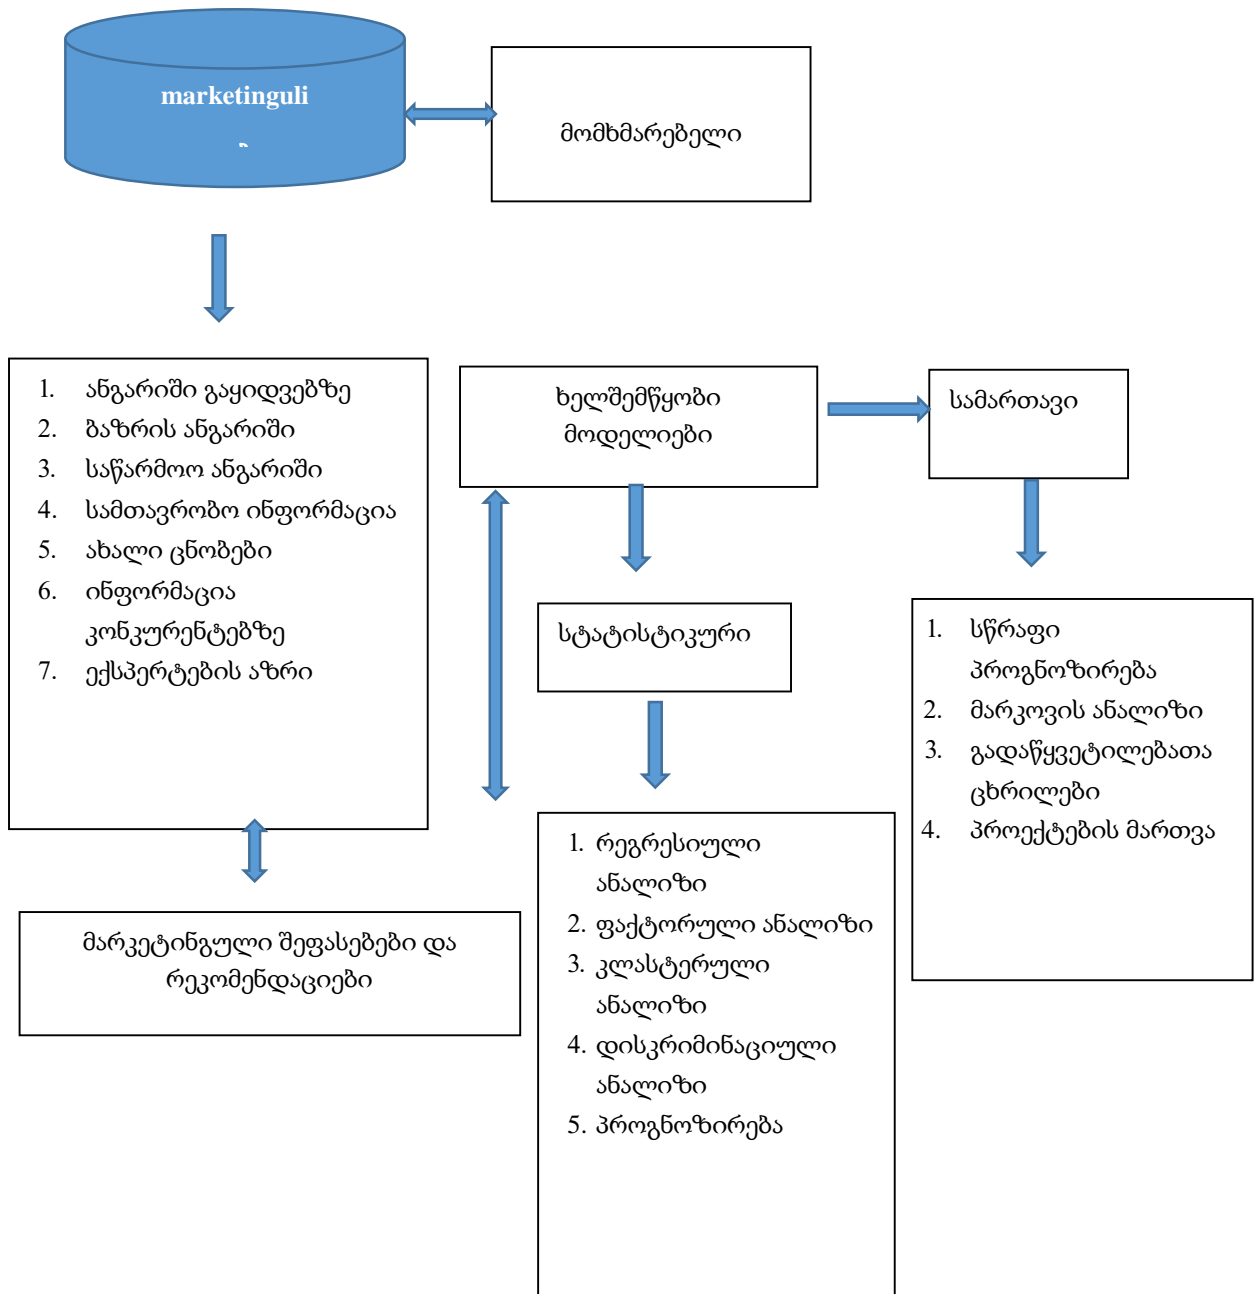 marketinguli
მომხმარებელი
1. ანგარიში გაყიდვებზე
2. ბაზრის ანგარიში
3. საწარმოო ანგარიში
4. სამთავრობო ინფორმაცია
5. ახალი ცნობები
6. ინფორმაცია
კონკურენტებზე
7. ექსპერტების აზრი
მარკეტინგული შეფასებები და
რეკომენდაციები
ხელშემწყობი
მოდელიები
სტატისტიკური
1. რეგრესიული
ანალიზი
2. ფაქტორული ანალიზი
3. კლასტერული
ანალიზი
4. დისკრიმინაციული
ანალიზი
5. პროგნოზირება
სამართავი
1. სწრაფი
პროგნოზირება
2. მარკოვის ანალიზი
3. გადაწყვეტილებათა
ცხრილები
4. პროექტების მართვა